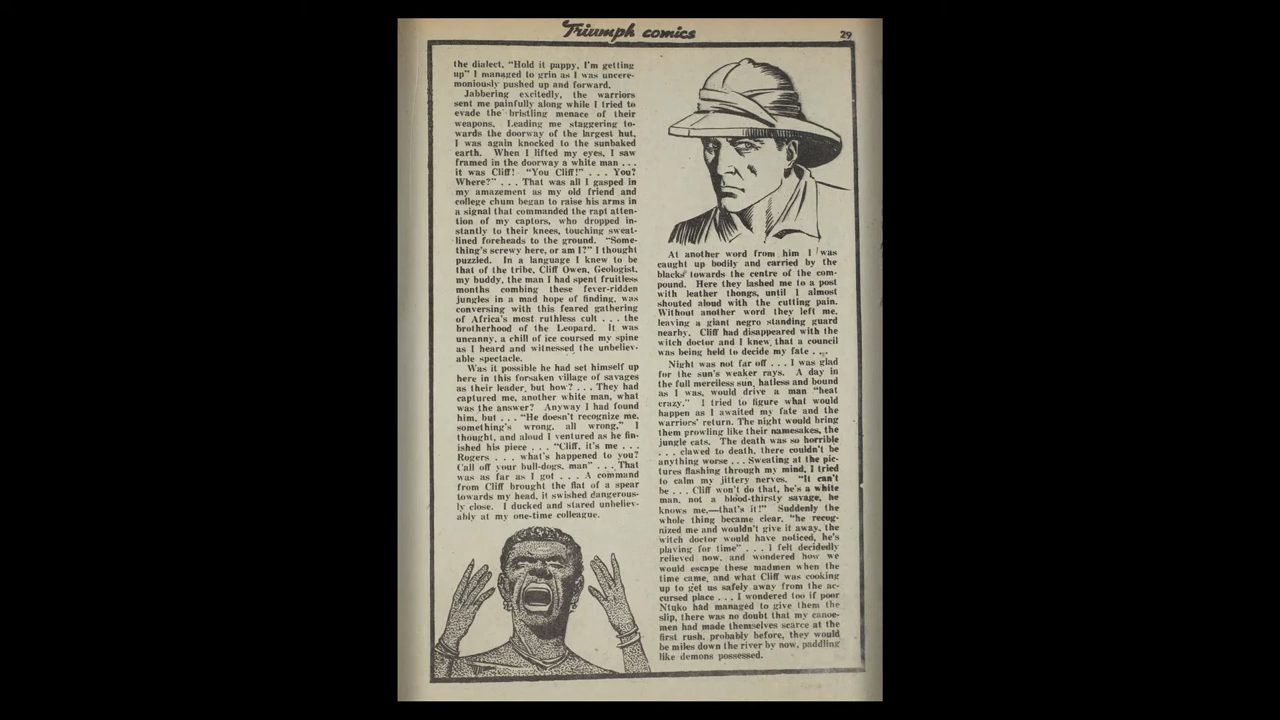 Triumph comics
29
the dialect, "Hold it pappy, I'm getting
up" I managed to grin as I was uncere-
moniously pushed up and forward.
Jabbering excitedly, the warriors
sent me painfully along while I tried to
evade the bristling menace of their
weapons. Leading me staggering to-
wards the doorway of the largest hut,
I was again knocked to the sunbaked
earth. When I lifted my eyes, I saw
framed in the doorway a white man . . .
it was Cliff! "You Cliff!" . . . You?
Where?" . . . That was all I gasped in
my amazement as my old friend and
college chum began to raise his arms in
a signal that commanded the rapt atten-
tion of my captors, who dropped in-
stantly to their knees, touching sweat-
lined foreheads to the ground. "Some-
thing's screwy here, or am I?" I thought
puzzled. In a language I knew to be
that of the tribe, Cliff Owen, Geologist,
my buddy, the man I had spent fruitless
months combing these fever-ridden
jungles in a mad hope of finding, was
conversing with this feared gathering
of Africa's most ruthless cult . . . the
brotherhood of the Leopard. It was
uncanny, a chill of ice coursed my spine
as I heard and witnessed the unbeliev-
able spectacle.
Was it possible he had set himself up
here in this forsaken village of savages
as their leader, but how? . . . They had
captured me, another white man, what
was the answer? Anyway I had found
him, but . . . "He doesn't recognize me,
something's wrong, all wrong," I
thought, and aloud I ventured as he fin-
ished his piece . . . "Cliff, it's me . . .
Rogers . . . what's happened to you?
Call off your bull-dogs, man" . . . That
was as far as I got . . . A command
from Cliff brought the flat of a spear
towards my head, it swished dangerous-
ly close. I ducked and stared unbeliev-
ably at my one-time colleague.
At another word from him I was
caught up bodily and carried by the
blacks towards the centre of the com-
pound. Here they lashed me to a post
with leather thongs, until I almost
shouted aloud with the cutting pain.
Without another word they left me,
leaving a giant negro standing guard
nearby. Cliff had disappeared with the
witch doctor and I knew that a council
was being held to decide my fate . . .
Night was not far off . . . I was glad
for the sun's weaker rays. A day in
the full merciless sun, hatless and bound
as I was, would drive a man "heat
crazy." I tried to figure what would
happen as I awaited my fate and the
warriors' return. The night would bring
them prowling like their namesakes, the
jungle cats. The death was so horrible
. . . clawed to death, there couldn't be
anything worse . . . Sweating at the pic-
tures flashing through my mind, I tried
to calm my jittery nerves. "It can't
be . . . Cliff won't do that, he's a white
man, not a blood-thirsty savage, he
knows me,—that's it!" Suddenly the
whole thing became clear, "he recog-
nized me and wouldn't give it away, the
witch doctor would have noticed, he's
playing for time" . . . I felt decidedly
relieved now, and wondered how we
would escape these madmen when the
time came, and what Cliff was cooking
up to get us safely away from the ac-
cursed place . . . I wondered too if poor
Ntuko had managed to give them the
slip, there was no doubt that my canoe-
men had made themselves scarce at the
first rush, probably before, they would
be miles down the river by now, paddling
like demons possessed.